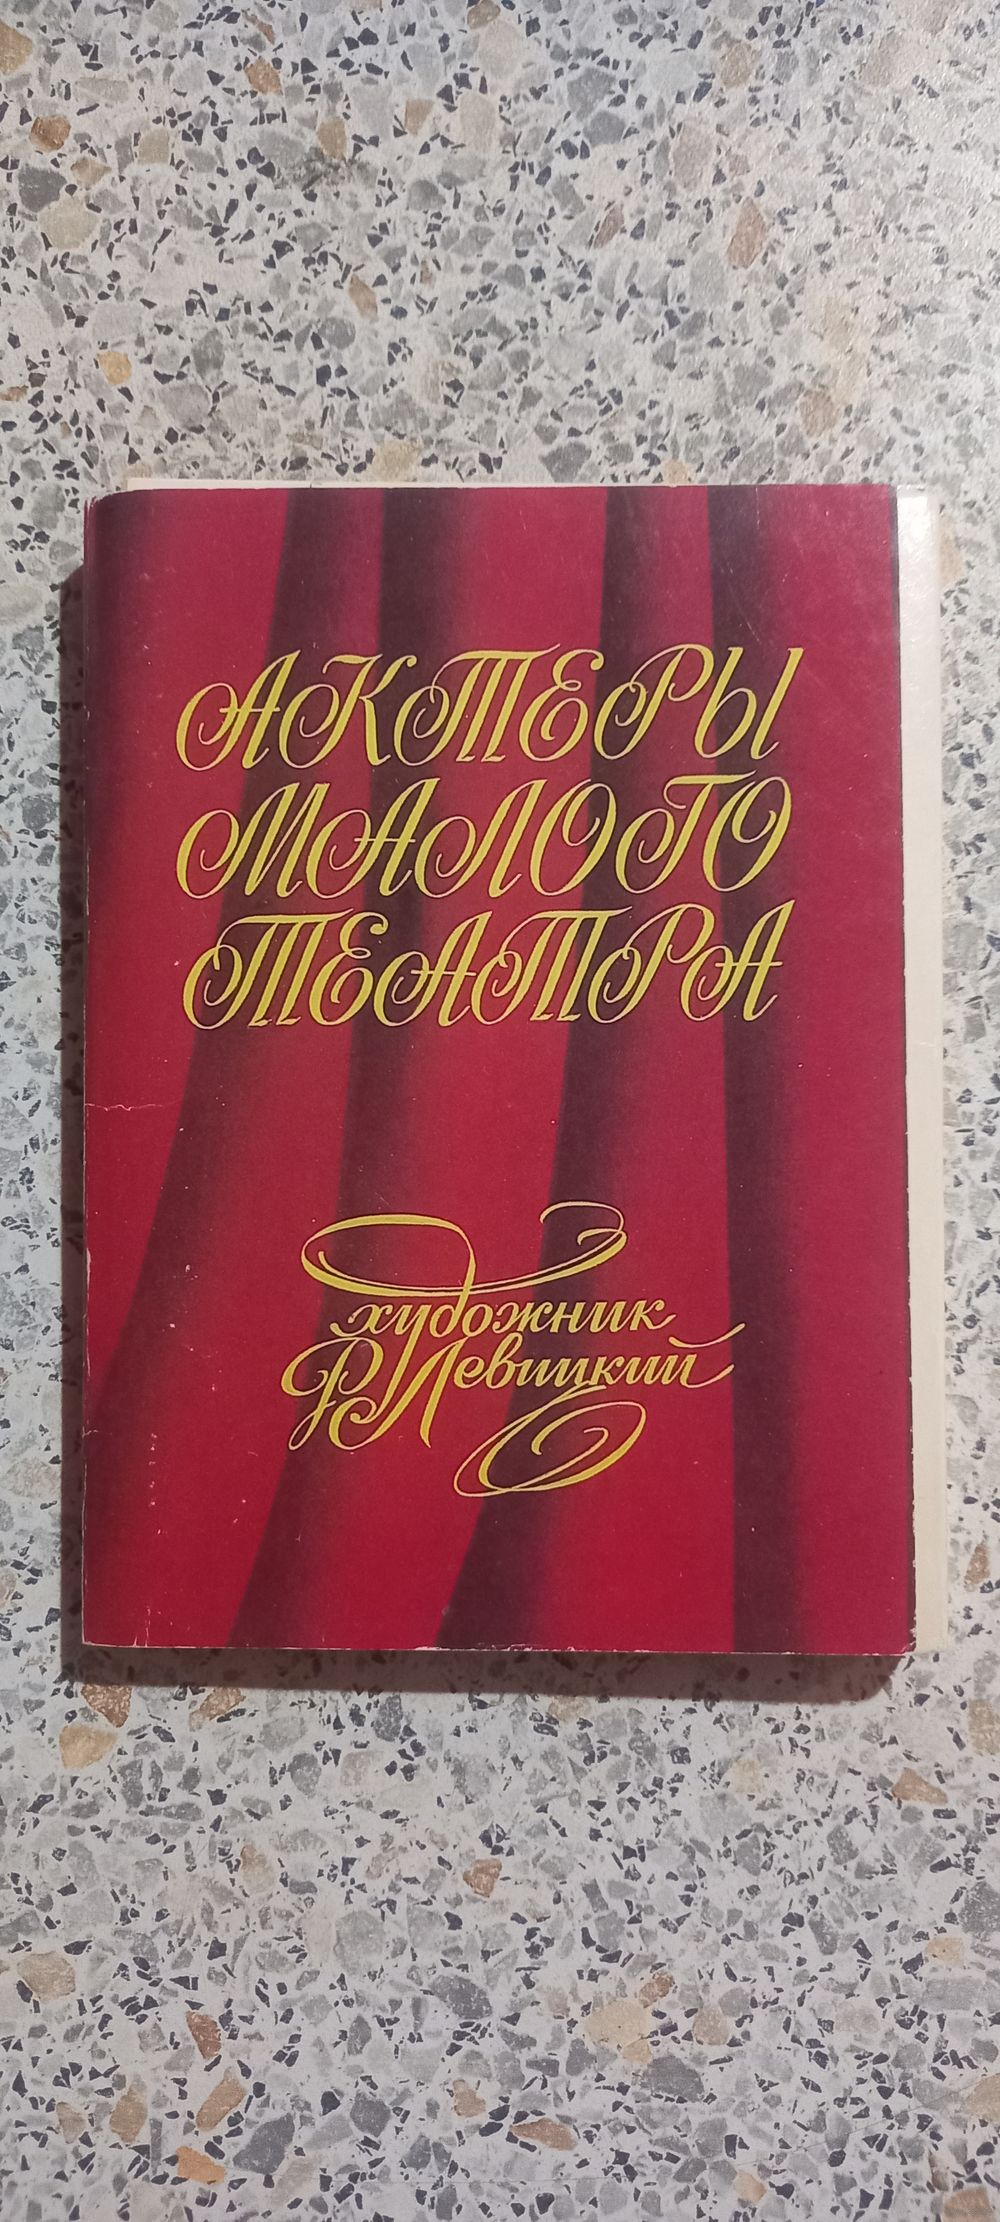 АКТЕРЫ
МАЛОГО
ТЕАТРА
художник
Р Левицкий